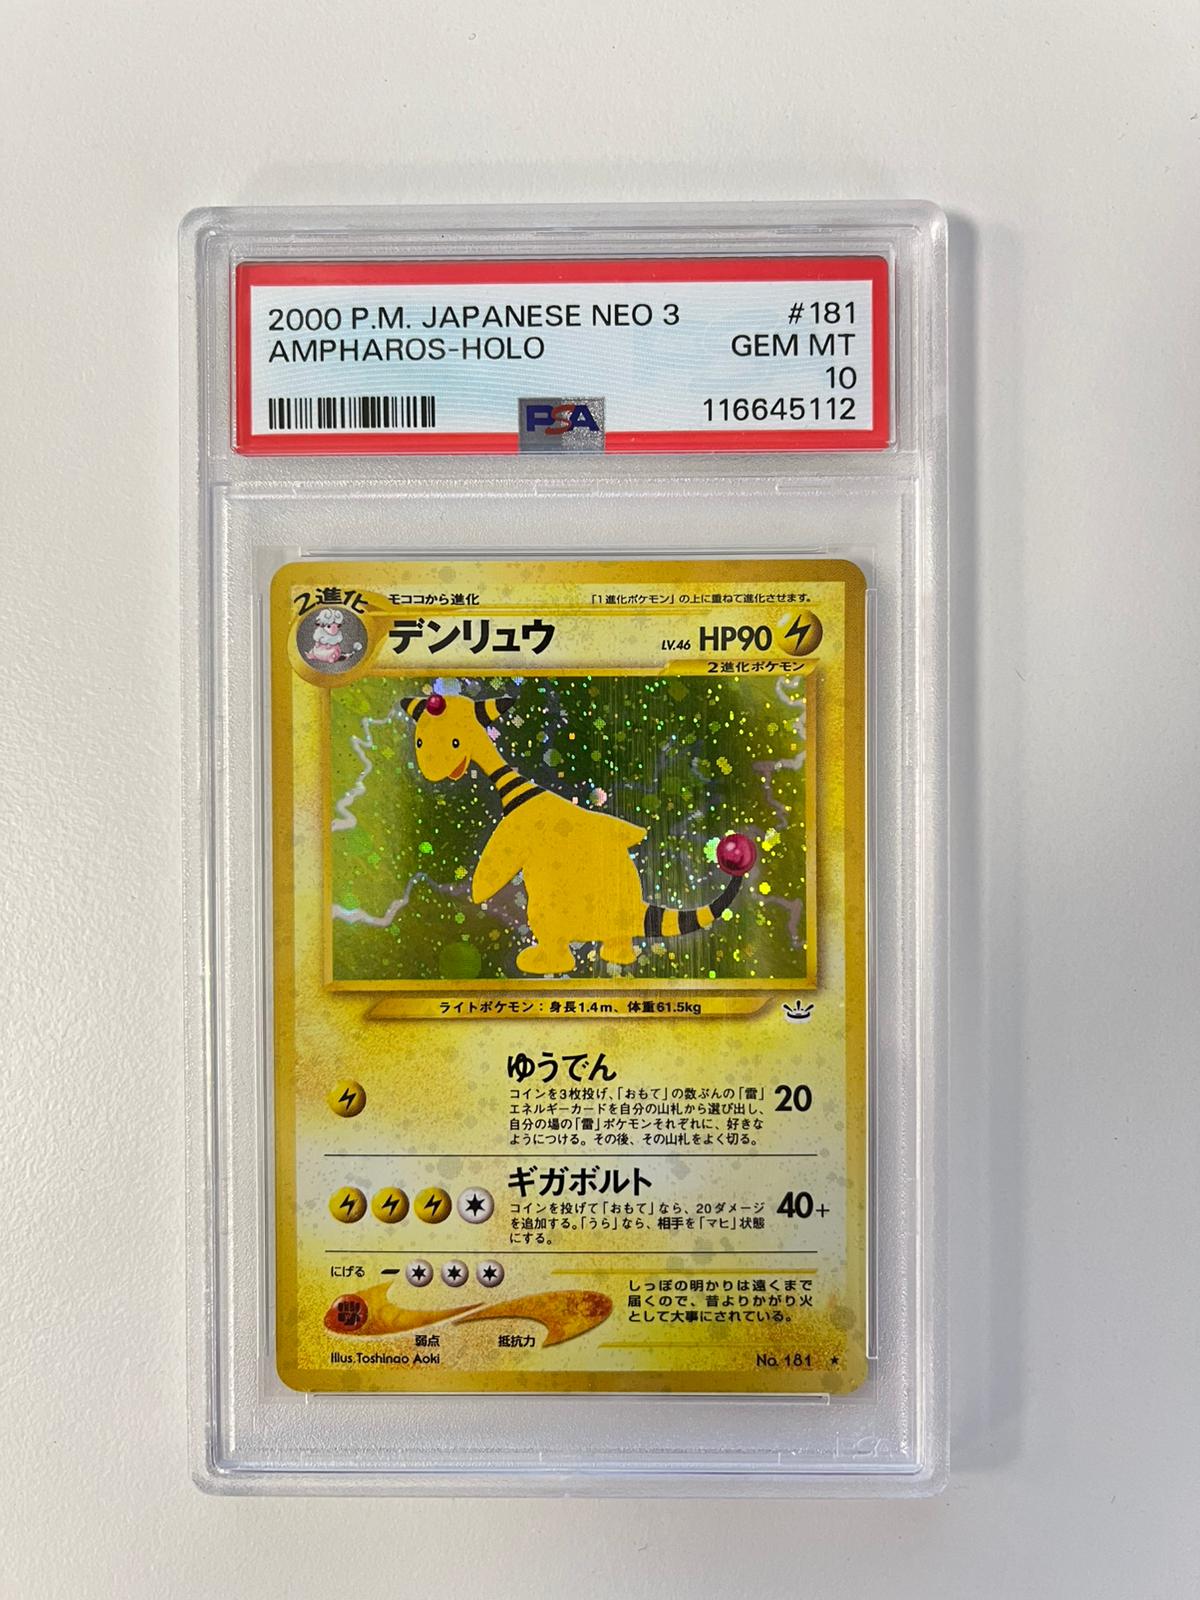 2000 P.M. JAPANESE NEO 3 #181
AMPHAROS-HOLO GEM MT
10
PSA 116645112
2進化 モココから進化 「1進化ポケモン」の上に重ねて進化させます。
デンリュウ LV.46 HP90
2進化ポケモン
ライトポケモン：身長1.4m、体重61.5kg
ゆうでん
コインを3枚投げ、「おもて」の数ぶんの「雷」
エネルギーカードを自分の山札から選び出し、
自分の場の「雷」ポケモンそれぞれに、好きな
ようにつける。その後、その山札をよく切る。
20
ギガボルト
コインを投げて「おもて」なら、20ダメージ
を追加する。「うら」なら、相手を「マヒ」状態
にする。
40+
にげる
しっぽの明かりは遠くまで
届くので、昔よりかがり火
として大事にされている。
弱点 抵抗力
Illus.Toshinao Aoki No. 181 ★
PSA